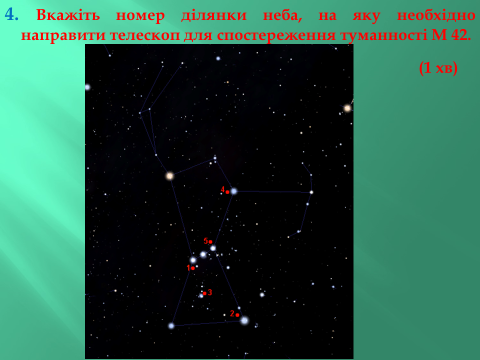 4. Вкажіть номер ділянки неба, на яку необхідно
направити телескоп для спостереження туманності М 42.
(1 хв)
4
5
1
3
2